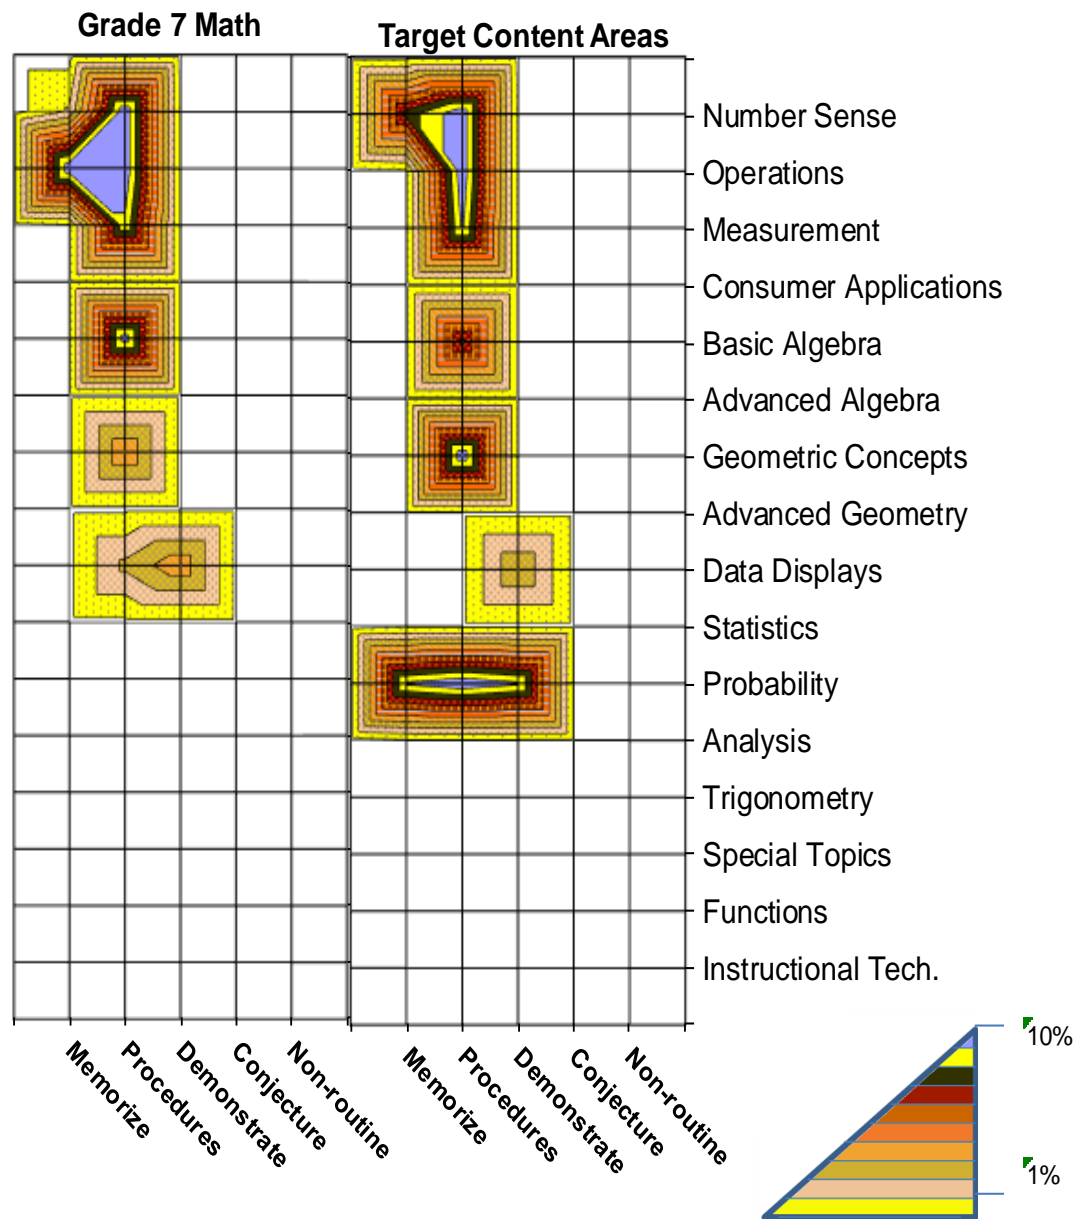 Grade 7 Math
Target Content Areas
Number Sense
Operations
Measurement
Consumer Applications
Basic Algebra
Advanced Algebra
Geometric Concepts
Advanced Geometry
Data Displays
Statistics
Probability
Analysis
Trigonometry
Special Topics
Functions
Instructional Tech.
Memorize
Procedures
Demonstrate
Conjecture
Non-routine
Memorize
Procedures
Demonstrate
Conjecture
Non-routine
10%
1%